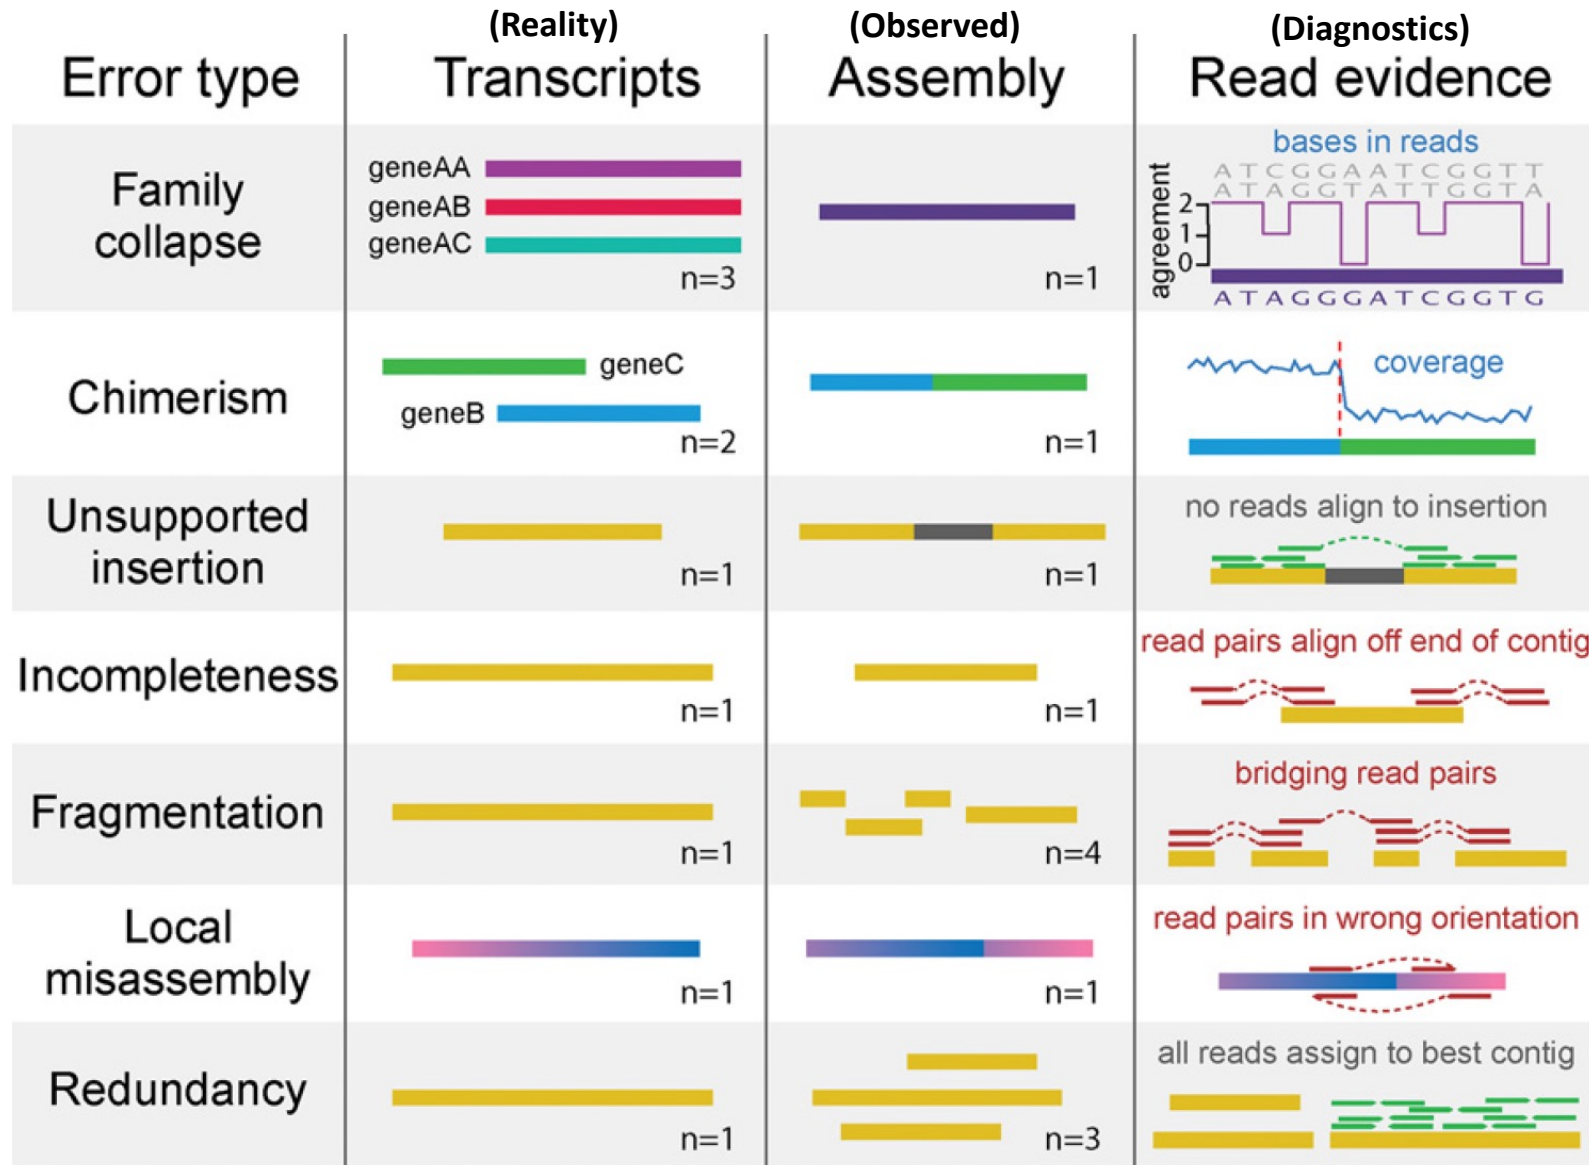 (Reality)
(Observed)
(Diagnostics)
Error type
Transcripts
Assembly
Read evidence
Family
collapse
geneAA
geneAB
geneAC
n=3
n=1
bases in reads
A T C G G A A T C G G T T
A T A G G T A T T G G T A
agreement
2
1
0
A T A G G G A T C G G T G
Chimerism
geneC
geneB
n=2
n=1
coverage
Unsupported
insertion
n=1
n=1
no reads align to insertion
Incompleteness
n=1
n=1
read pairs align off end of contig
Fragmentation
n=1
n=4
bridging read pairs
Local
misassembly
n=1
n=1
read pairs in wrong orientation
Redundancy
n=1
n=3
all reads assign to best contig